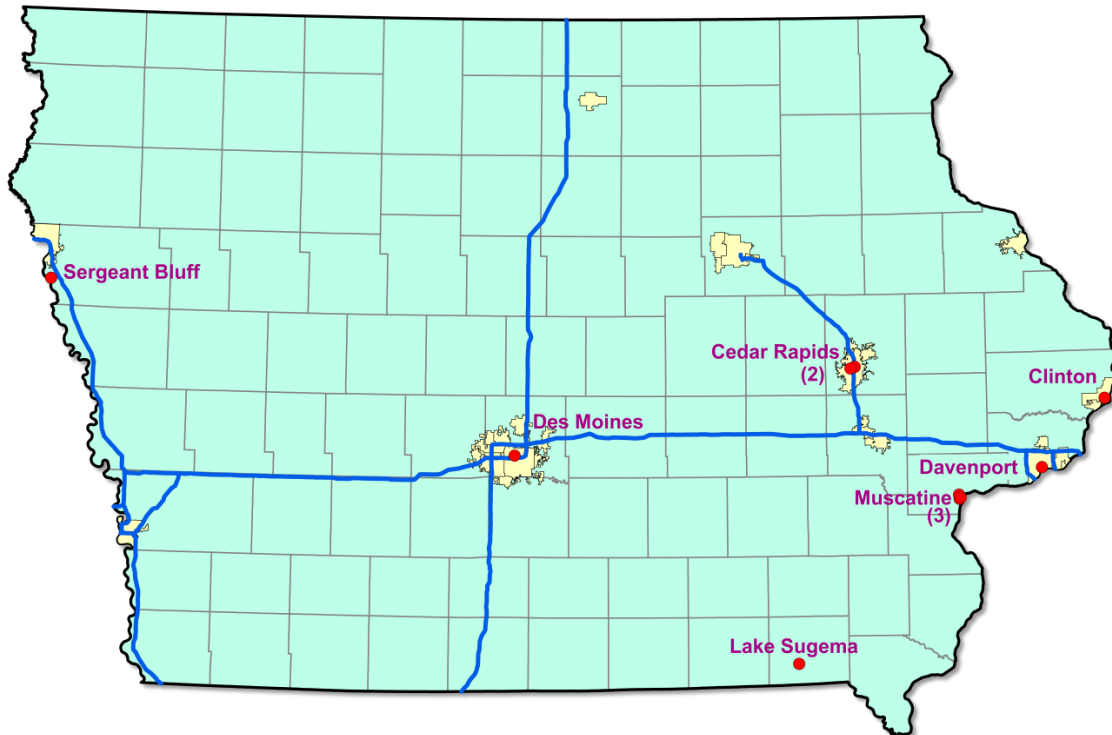 Sergeant Bluff
Cedar Rapids
(2)
Clinton
Des Moines
Davenport
Muscatine
(3)
Lake Sugema